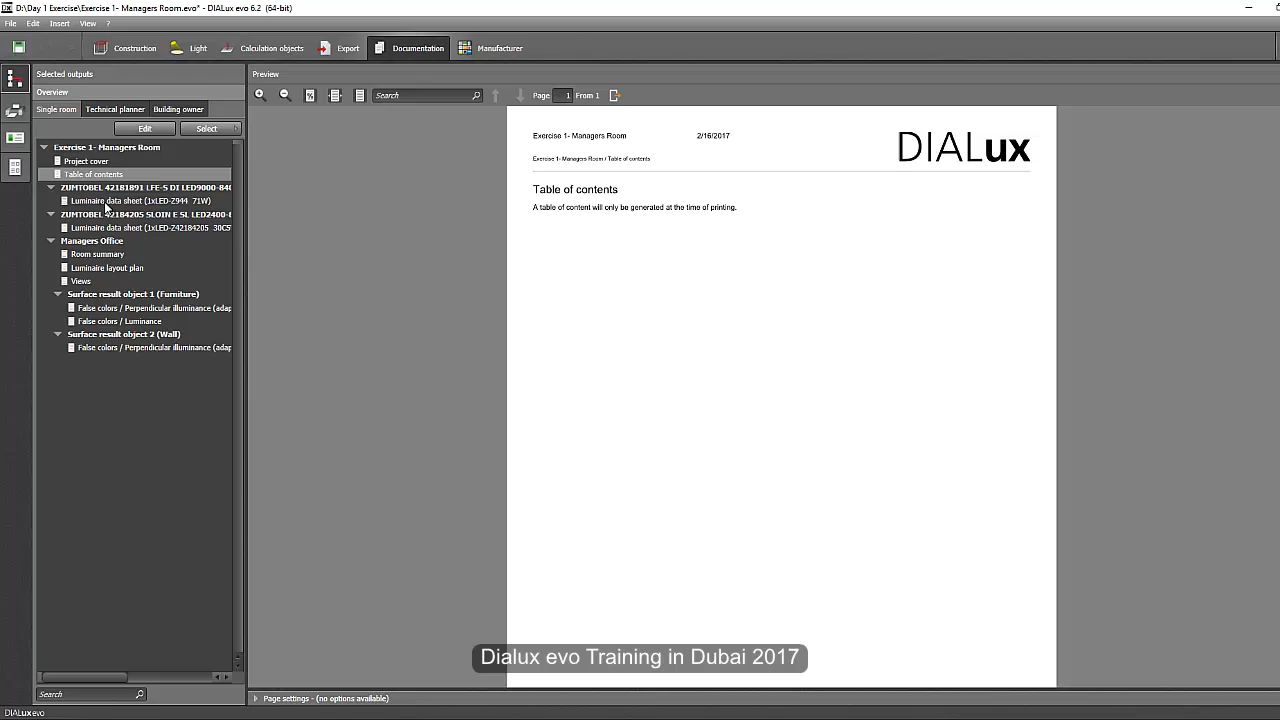 D:\Day 1 Exercise\Exercise 1- Managers Room.evo* - DIALux evo 6.2 (64-bit)
File Edit Insert View ?
Construction Light Calculation objects Export Documentation Manufacturer
Selected outputs
Preview
Overview
Search Page 1 From 1
Single room Technical planner Building owner
Edit Select
Exercise 1- Managers Room
Project cover
Table of contents
ZUMTOBEL 42181891 LFE-S DI LED9000-840
Luminaire data sheet (1xLED-Z944 71W)
ZUMTOBEL 42184205 SLOIN E SL LED2400-
Luminaire data sheet (1xLED-Z42184205 30C5
Managers Office
Room summary
Luminaire layout plan
Views
Surface result object 1 (Furniture)
False colors / Perpendicular illuminance (adap
False colors / Luminance
Surface result object 2 (Wall)
False colors / Perpendicular illuminance (adap
Exercise 1- Managers Room 2/16/2017
DIALux
Exercise 1- Managers Room / Table of contents
Table of contents
A table of content will only be generated at the time of printing.
Dialux evo Training in Dubai 2017
Search
Page settings - (no options available)
DIALux evo